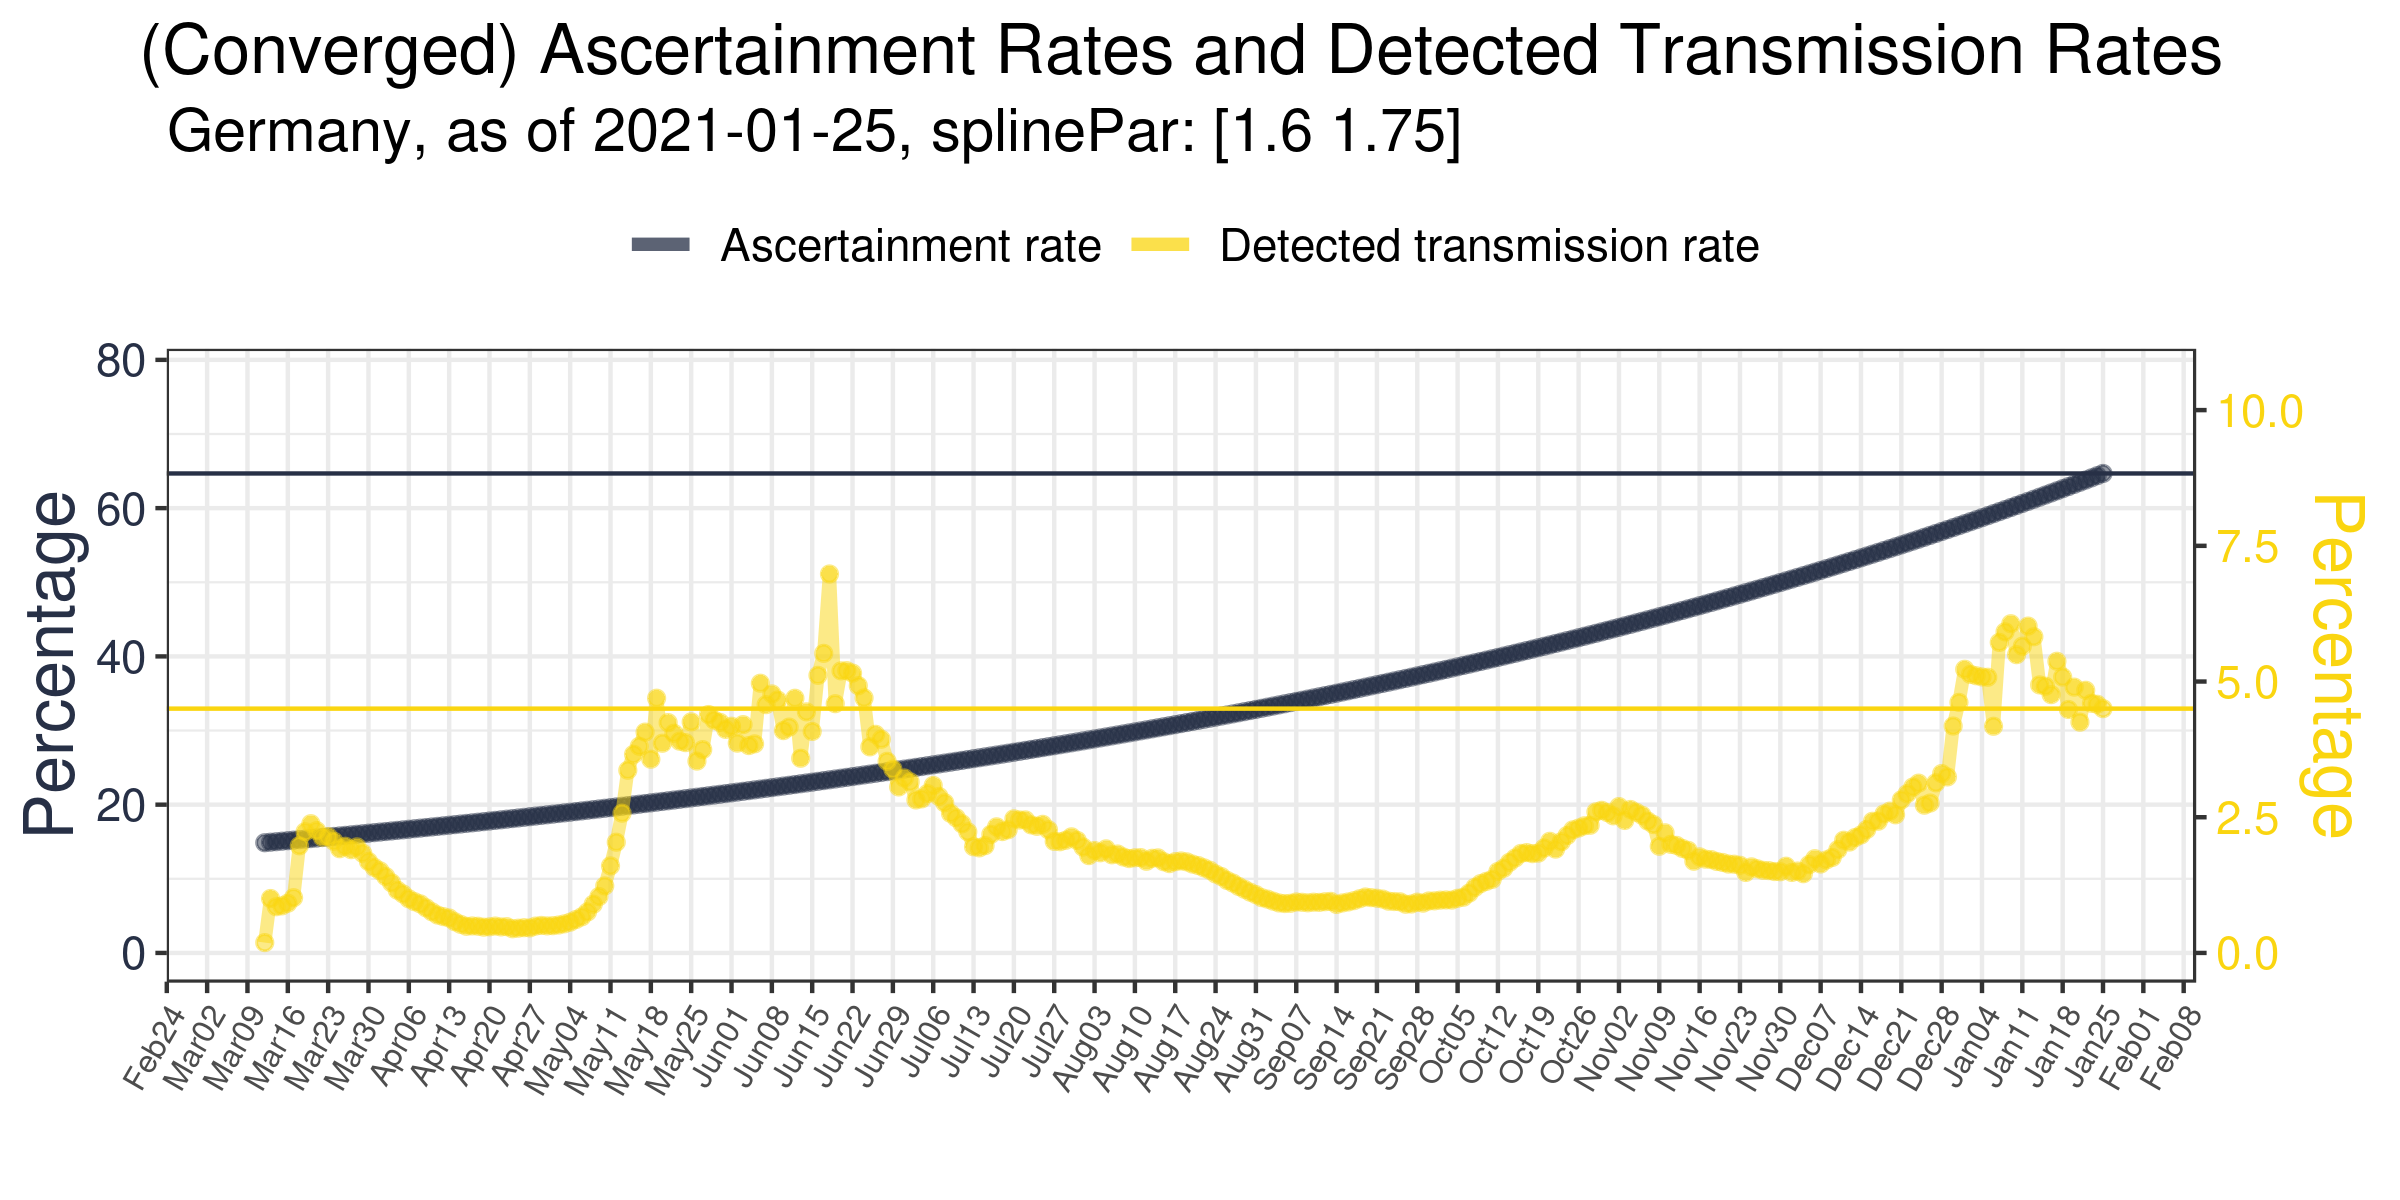 (Converged) Ascertainment Rates and Detected Transmission Rates
Germany, as of 2021-01-25, splinePar: [1.6 1.75]
Ascertainment rate
Detected transmission rate
Percentage
80
60
40
20
0
10.0
7.5
5.0
2.5
0.0
Percentage
Feb24
Mar02
Mar09
Mar16
Mar23
Mar30
Apr06
Apr13
Apr20
Apr27
May04
May11
May18
May25
Jun01
Jun08
Jun15
Jun22
Jun29
Jul06
Jul13
Jul20
Jul27
Aug03
Aug10
Aug17
Aug24
Aug31
Sep07
Sep14
Sep21
Sep28
Oct05
Oct12
Oct19
Oct26
Nov02
Nov09
Nov16
Nov23
Nov30
Dec07
Dec14
Dec21
Dec28
Jan04
Jan11
Jan18
Jan25
Feb01
Feb08